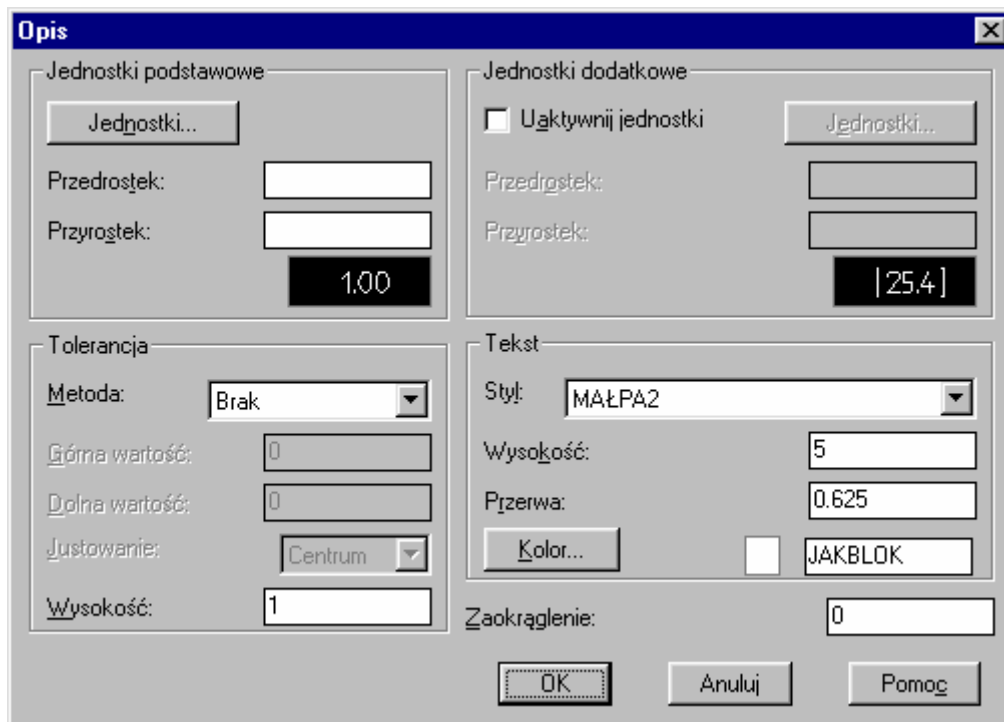 Opis
Jednostki podstawowe
Jednostki...
Przedrostek:
Przyrostek:
1.00
Jednostki dodatkowe
Uaktywnij jednostki
Jednostki...
Przedrostek:
Przyrostek:
[25.4]
Tolerancja
Metoda: Brak
Górna wartość: 0
Dolna wartość: 0
Justowanie: Centrum
Wysokość: 1
Tekst
Styl: MAŁPA2
Wysokość: 5
Przerwa: 0.625
Kolor... JAKBLOK
Zaokrąglenie: 0
OK Anuluj Pomoc